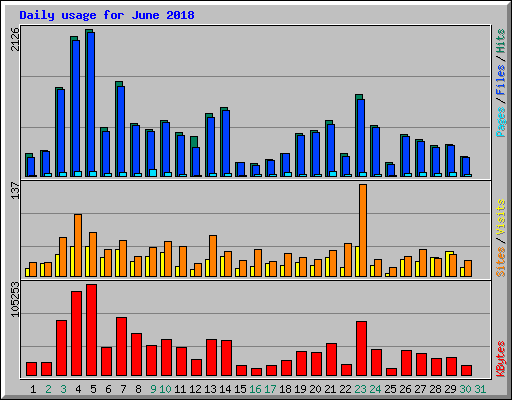 Daily usage for June 2018
2126
Pages/Files/Hits
137
Sites/Visits
105253
KBytes
1 2 3 4 5 6 7 8 9 10 11 12 13 14 15 16 17 18 19 20 21 22 23 24 25 26 27 28 29 30 31